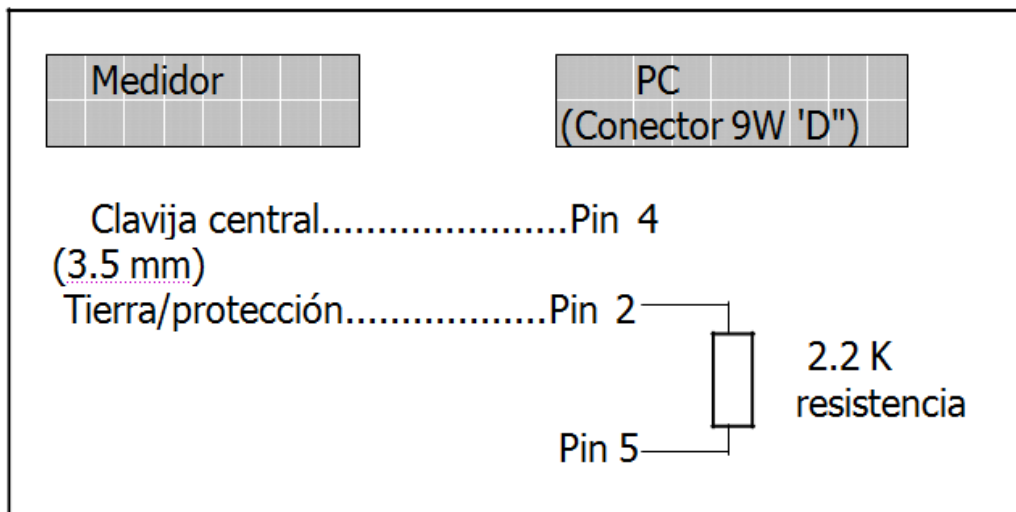 Medidor
PC
(Conector 9W 'D")
Clavija central......................Pin 4
(3.5 mm)
Tierra/protección..................Pin 2
2.2 K
resistencia
Pin 5